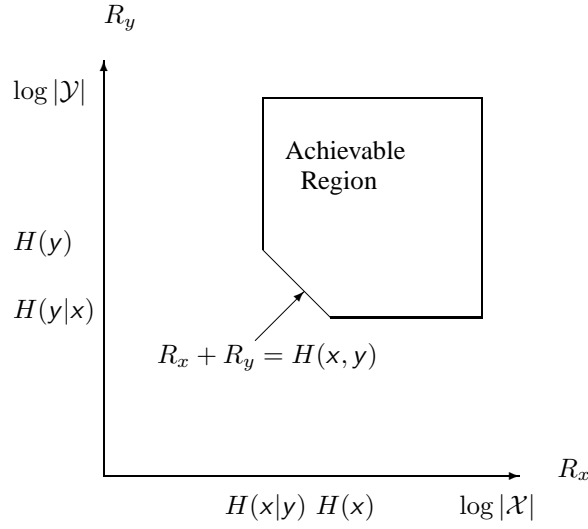 R_y
log |𝒴|
Achievable
Region
H(y)
H(y|x)
R_x + R_y = H(x, y)
R_x
H(x|y) H(x)
log |𝒳|